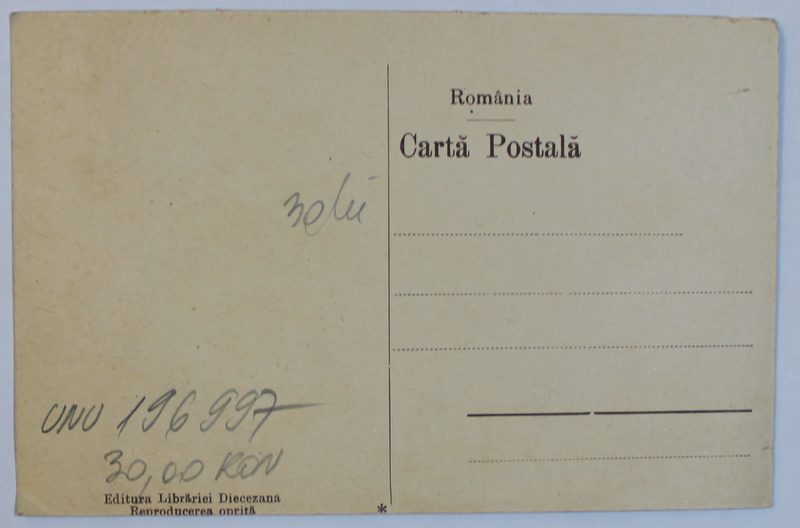 România
Cartă Postală
30 lei
UNU 196997
30,00 RON
Editura Librăriei Diecezana
Reproducerea oprită
*